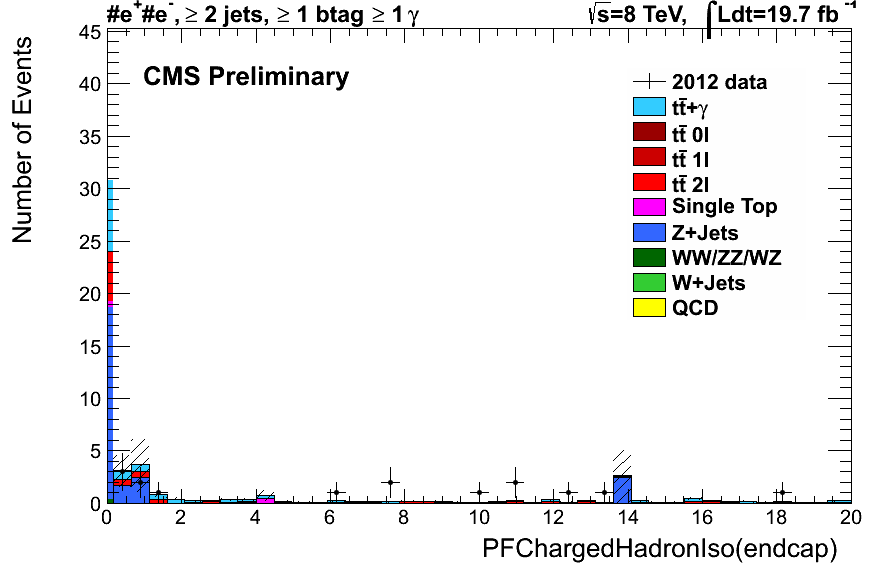 #e⁺#e⁻, ≥ 2 jets, ≥ 1 btag ≥ 1 γ
√s=8 TeV, ∫Ldt=19.7 fb⁻¹
CMS Preliminary
2012 data
tt̄+γ
tt̄ 0l
tt̄ 1l
tt̄ 2l
Single Top
Z+Jets
WW/ZZ/WZ
W+Jets
QCD
Number of Events
45
40
35
30
25
20
15
10
5
0
0 2 4 6 8 10 12 14 16 18 20
PFChargedHadronIso(endcap)